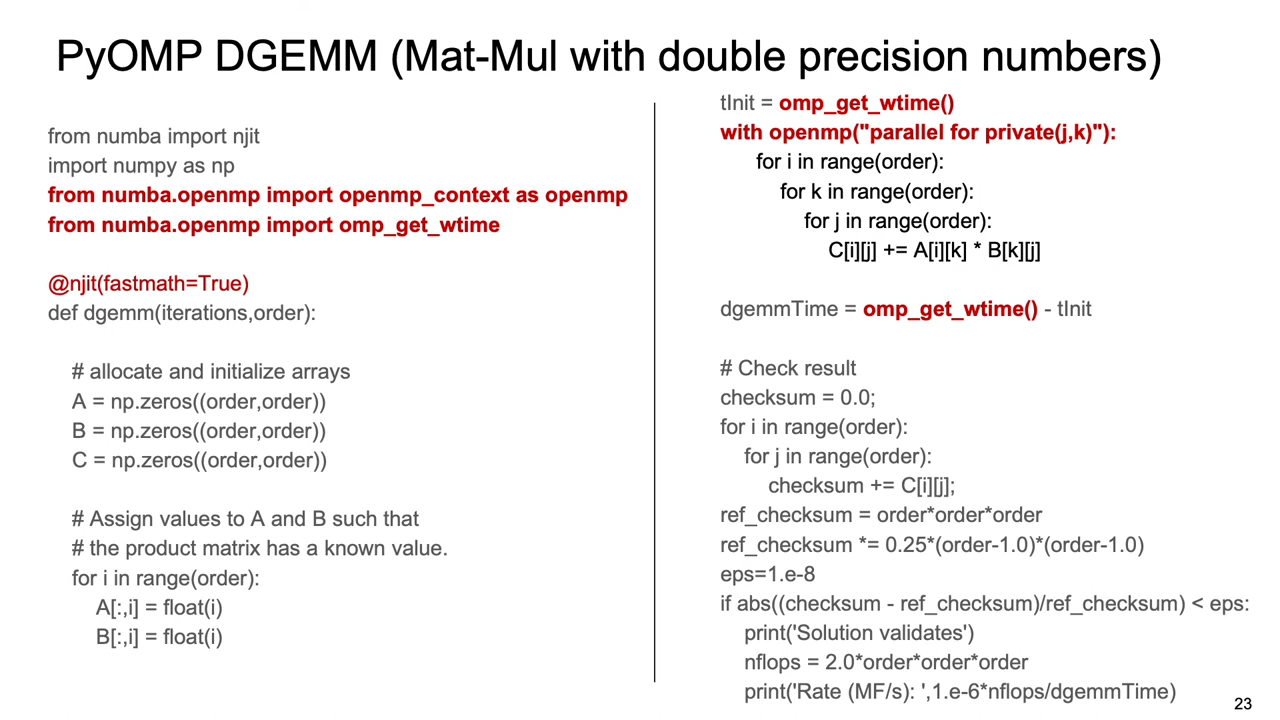 PyOMP DGEMM (Mat-Mul with double precision numbers)
from numba import njit
import numpy as np
from numba.openmp import openmp_context as openmp
from numba.openmp import omp_get_wtime
@njit(fastmath=True)
def dgemm(iterations,order):
# allocate and initialize arrays
A = np.zeros((order,order))
B = np.zeros((order,order))
C = np.zeros((order,order))
# Assign values to A and B such that
# the product matrix has a known value.
for i in range(order):
A[:,i] = float(i)
B[:,i] = float(i)
tInit = omp_get_wtime()
with openmp("parallel for private(j,k)"):
for i in range(order):
for k in range(order):
for j in range(order):
C[i][j] += A[i][k] * B[k][j]
dgemmTime = omp_get_wtime() - tInit
# Check result
checksum = 0.0;
for i in range(order):
for j in range(order):
checksum += C[i][j];
ref_checksum = order*order*order
ref_checksum *= 0.25*(order-1.0)*(order-1.0)
eps=1.e-8
if abs((checksum - ref_checksum)/ref_checksum) < eps:
print('Solution validates')
nflops = 2.0*order*order*order
print('Rate (MF/s): ',1.e-6*nflops/dgemmTime)
23